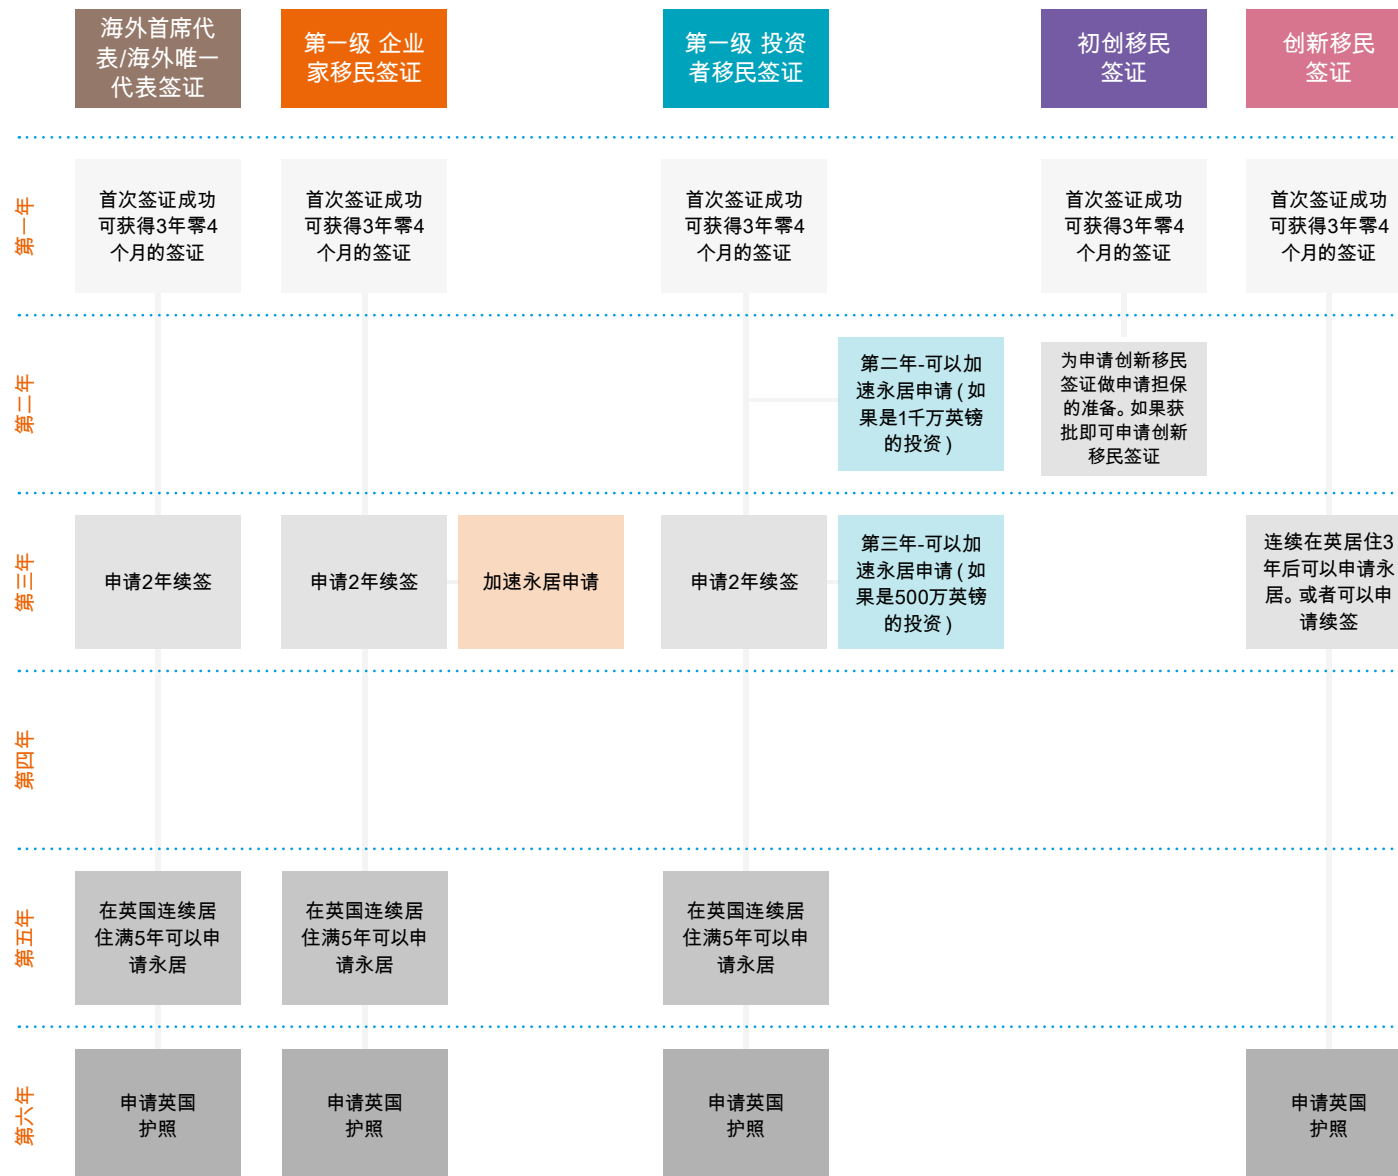 海外首席代
表/海外唯一
代表签证
第一级 企业
家移民签证
第一级 投资
者移民签证
初创移民
签证
创新移民
签证
第一年
首次签证成功
可获得3年零4
个月的签证
首次签证成功
可获得3年零4
个月的签证
首次签证成功
可获得3年零4
个月的签证
首次签证成功
可获得3年零4
个月的签证
首次签证成功
可获得3年零4
个月的签证
第二年
第二年-可以加
速永居申请（如
果是1千万英镑
的投资）
为申请创新移民
签证做申请担保
的准备。如果获
批即可申请创新
移民签证
第三年
申请2年续签
申请2年续签
加速永居申请
申请2年续签
第三年-可以加
速永居申请（如
果是500万英镑
的投资）
连续在英居住3
年后可以申请永
居。或者可以申
请续签
第四年
第五年
在英国连续居
住满5年可以申
请永居
在英国连续居
住满5年可以申
请永居
在英国连续居
住满5年可以申
请永居
第六年
申请英国
护照
申请英国
护照
申请英国
护照
申请英国
护照